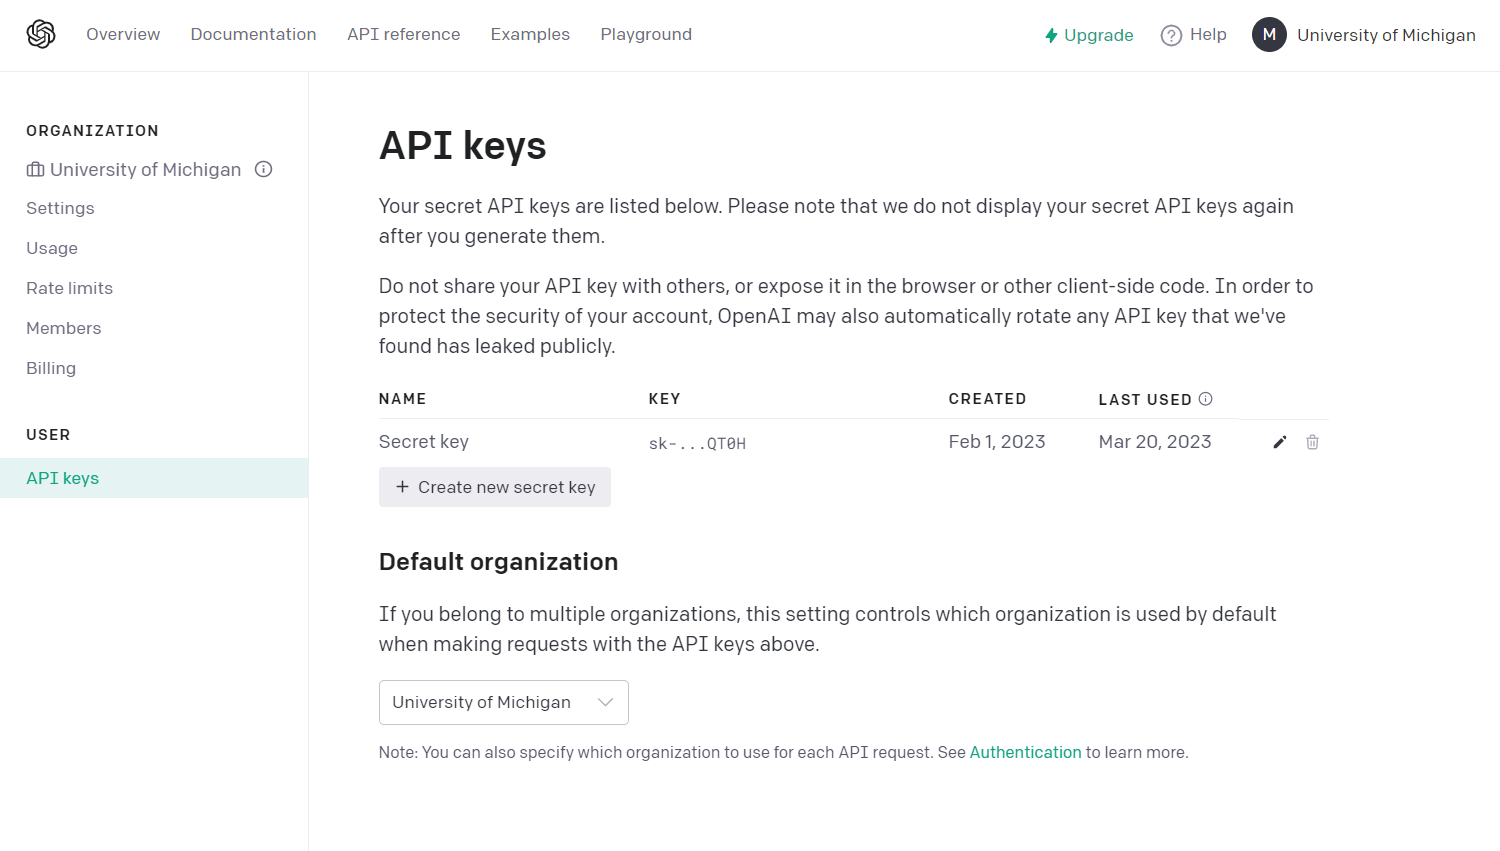 Overview Documentation API reference Examples Playground Upgrade Help M University of Michigan
ORGANIZATION
University of Michigan
Settings
Usage
Rate limits
Members
Billing
USER
API keys
API keys
Your secret API keys are listed below. Please note that we do not display your secret API keys again
after you generate them.
Do not share your API key with others, or expose it in the browser or other client-side code. In order to
protect the security of your account, OpenAI may also automatically rotate any API key that we've
found has leaked publicly.
NAME KEY CREATED LAST USED
Secret key sk-...QT0H Feb 1, 2023 Mar 20, 2023
+ Create new secret key
Default organization
If you belong to multiple organizations, this setting controls which organization is used by default
when making requests with the API keys above.
University of Michigan
Note: You can also specify which organization to use for each API request. See Authentication to learn more.